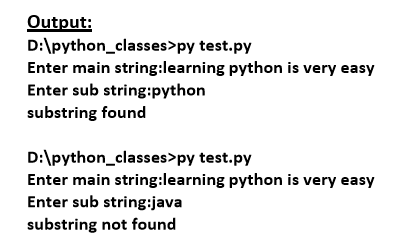 Output:
D:\python_classes>py test.py
Enter main string:learning python is very easy
Enter sub string:python
substring found
D:\python_classes>py test.py
Enter main string:learning python is very easy
Enter sub string:java
substring not found